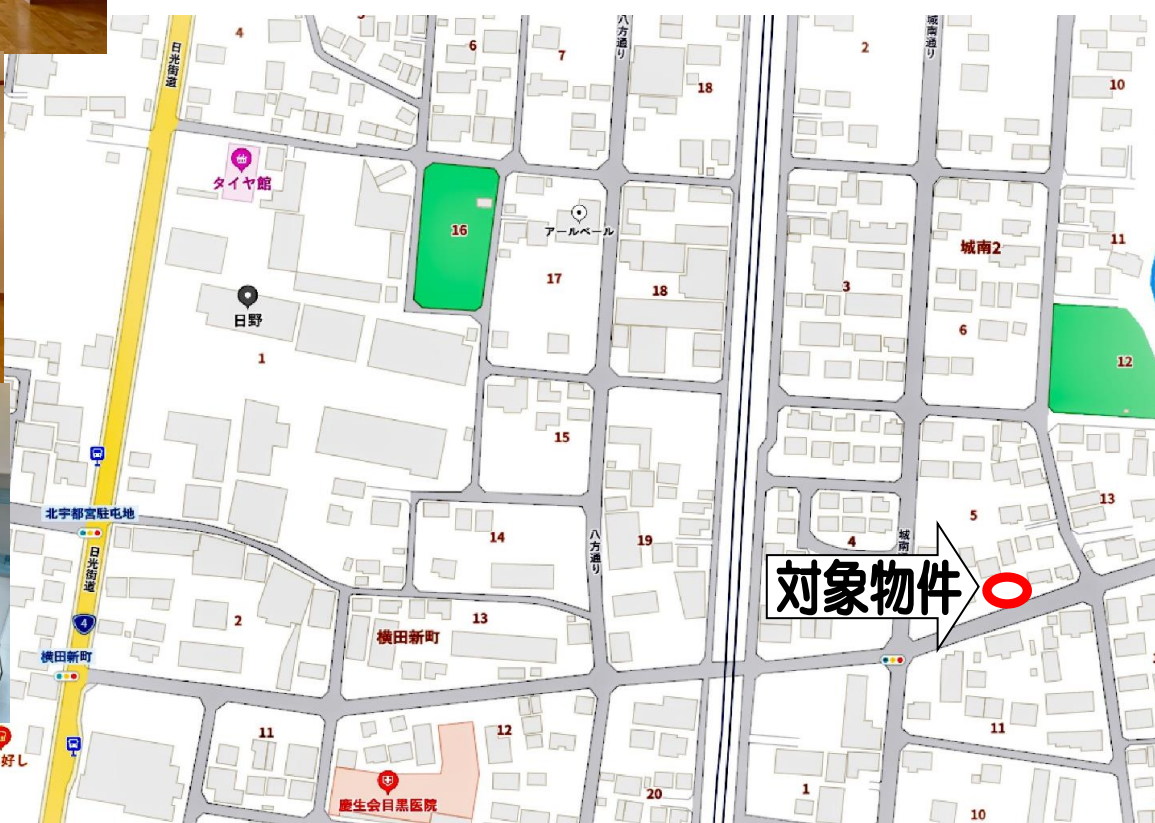 4
6
7
八方通り
18
2
城南通り
10
日光街道
タイヤ館
16
アールベール
17
18
3
城南2
11
6
日野
1
12
15
北宇都宮駐屯地
13
5
14
19
4
八方通り
城南
日光街道
対象物件
4
2
13
横田新町
横田新町
11
12
11
好し
慶生会目黒医院
20
1
10